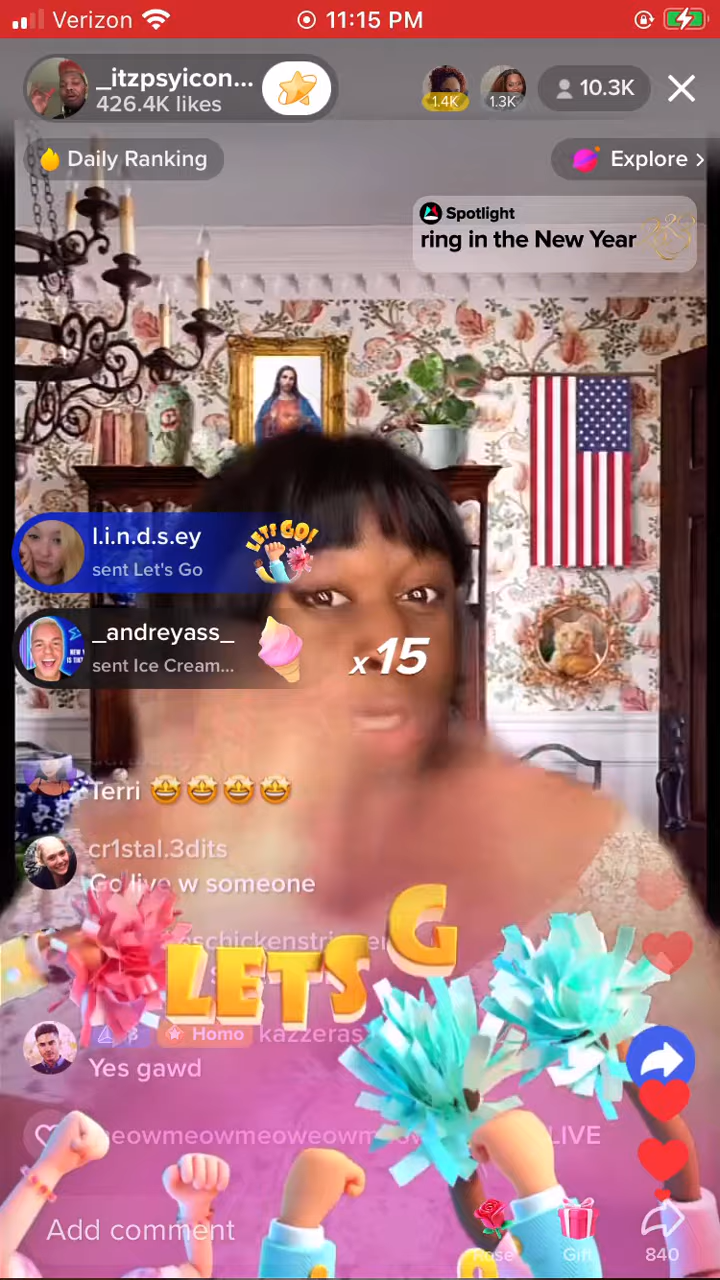 Verizon 11:15 PM
_itzpsyicon...
426.4K likes
1.4K
1.3K
10.3K
Daily Ranking
Explore
Spotlight
ring in the New Year
LET'S GO!
l.i.n.d.s.ey
sent Let's Go
_andreyass_
sent Ice Cream...
x15
Terri 🤩🤩🤩🤩
cr1stal.3dits
Go live w someone
LETS G
Homo kazzeras
Yes gawd
LIVE
Add comment
Rose
Gift
840